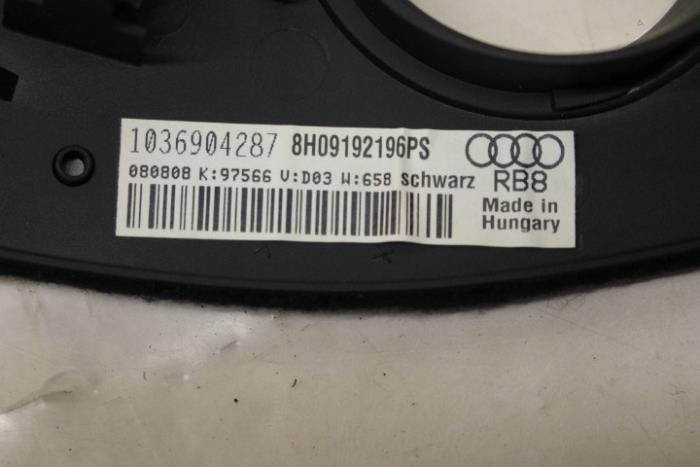 1036904287 8H09192196PS
080808 K:97566 V:D03 W:658 schwarz RB8
Made in
Hungary